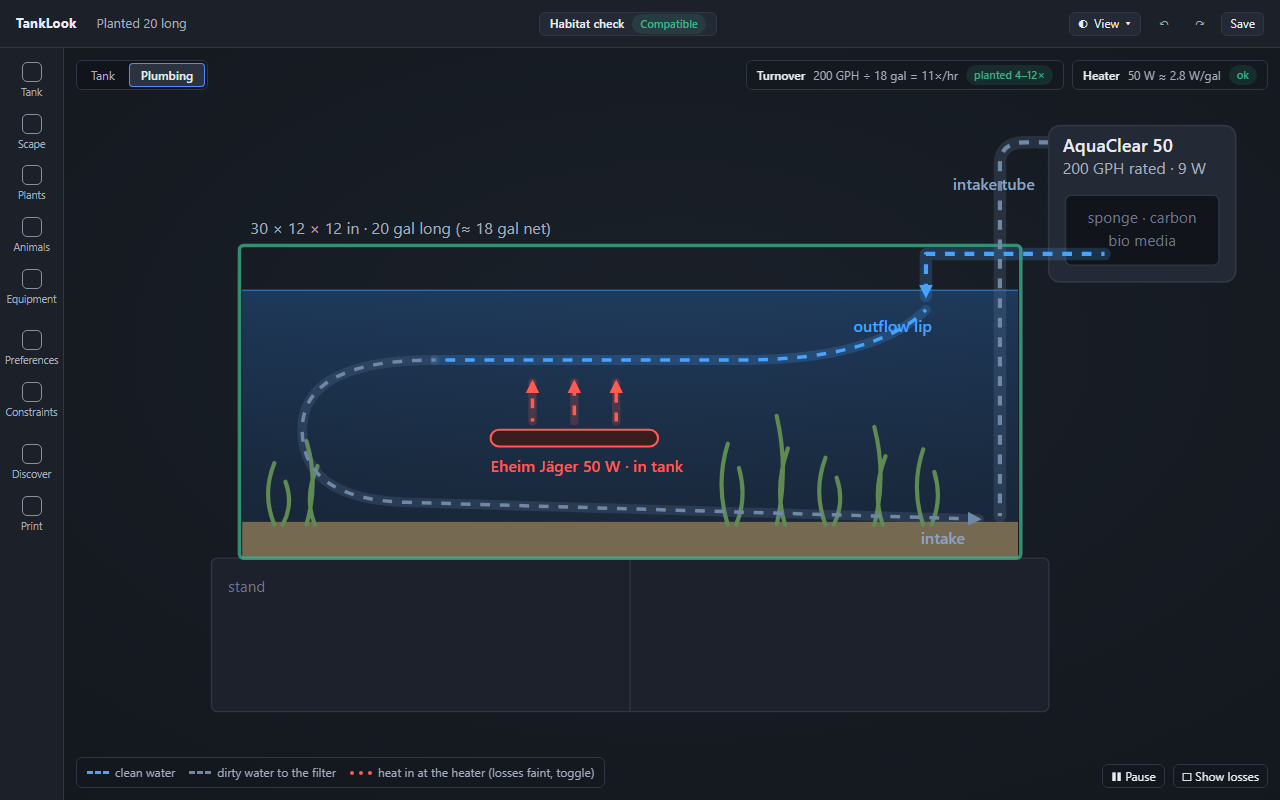 TankLook Planted 20 long
Habitat check Compatible
View
Save
Tank
Scape
Plants
Animals
Equipment
Preferences
Constraints
Discover
Print
Tank Plumbing
Turnover 200 GPH ÷ 18 gal = 11×/hr planted 4–12×
Heater 50 W ≈ 2.8 W/gal ok
AquaClear 50
200 GPH rated · 9 W
sponge · carbon
bio media
intake tube
30 × 12 × 12 in · 20 gal long (≈ 18 gal net)
outflow lip
Eheim Jäger 50 W · in tank
intake
stand
clean water
dirty water to the filter
heat in at the heater (losses faint, toggle)
Pause
Show losses